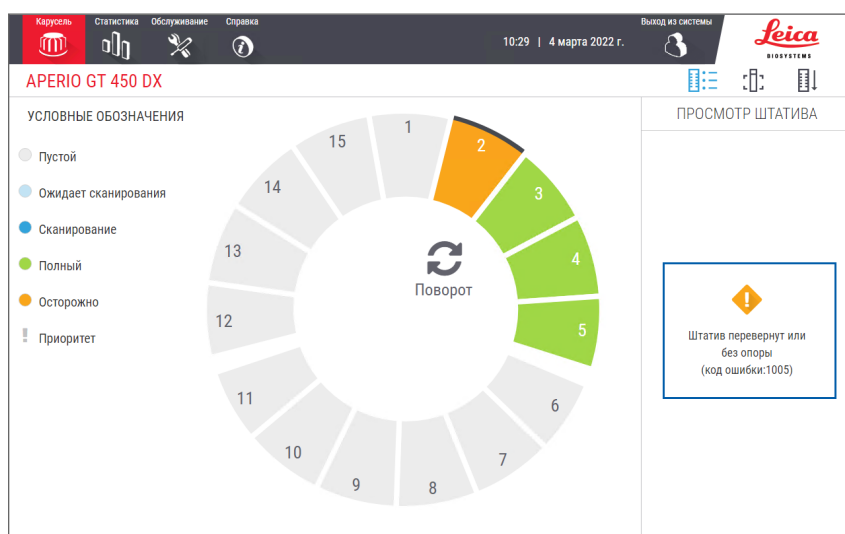 Карусель Статистика Обслуживание Справка
10:29 | 4 марта 2022 г.
Выход из системы
Leica
BIOSYSTEMS
APERIO GT 450 DX
УСЛОВНЫЕ ОБОЗНАЧЕНИЯ
Пустой
Ожидает сканирования
Сканирование
Полный
Осторожно
! Приоритет
1
2
3
4
5
6
7
8
9
10
11
12
13
14
15
Поворот
ПРОСМОТР ШТАТИВА
!
Штатив перевернут или
без опоры
(код ошибки:1005)